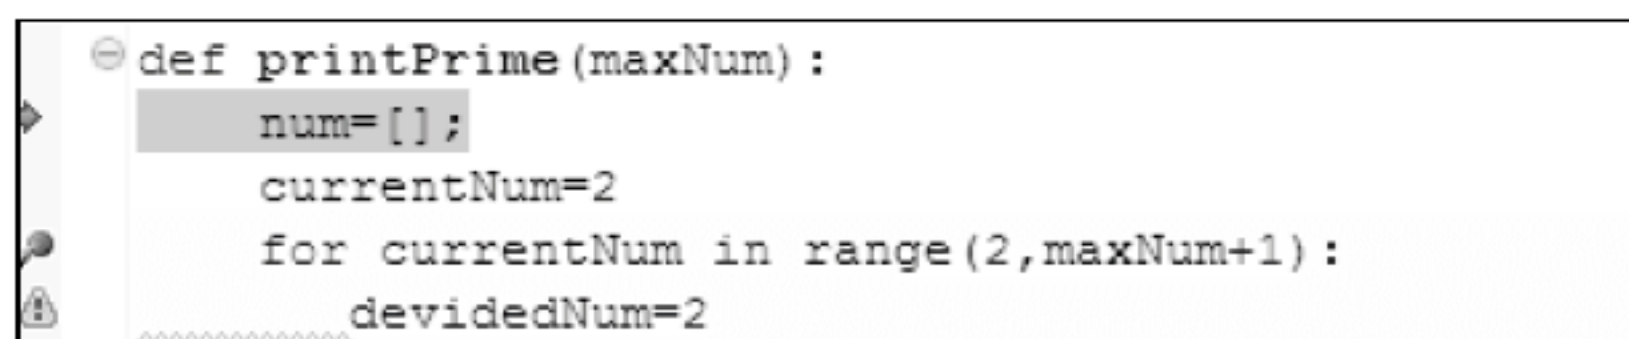 def printPrime(maxNum):
num=[];
currentNum=2
for currentNum in range(2,maxNum+1):
devidedNum=2